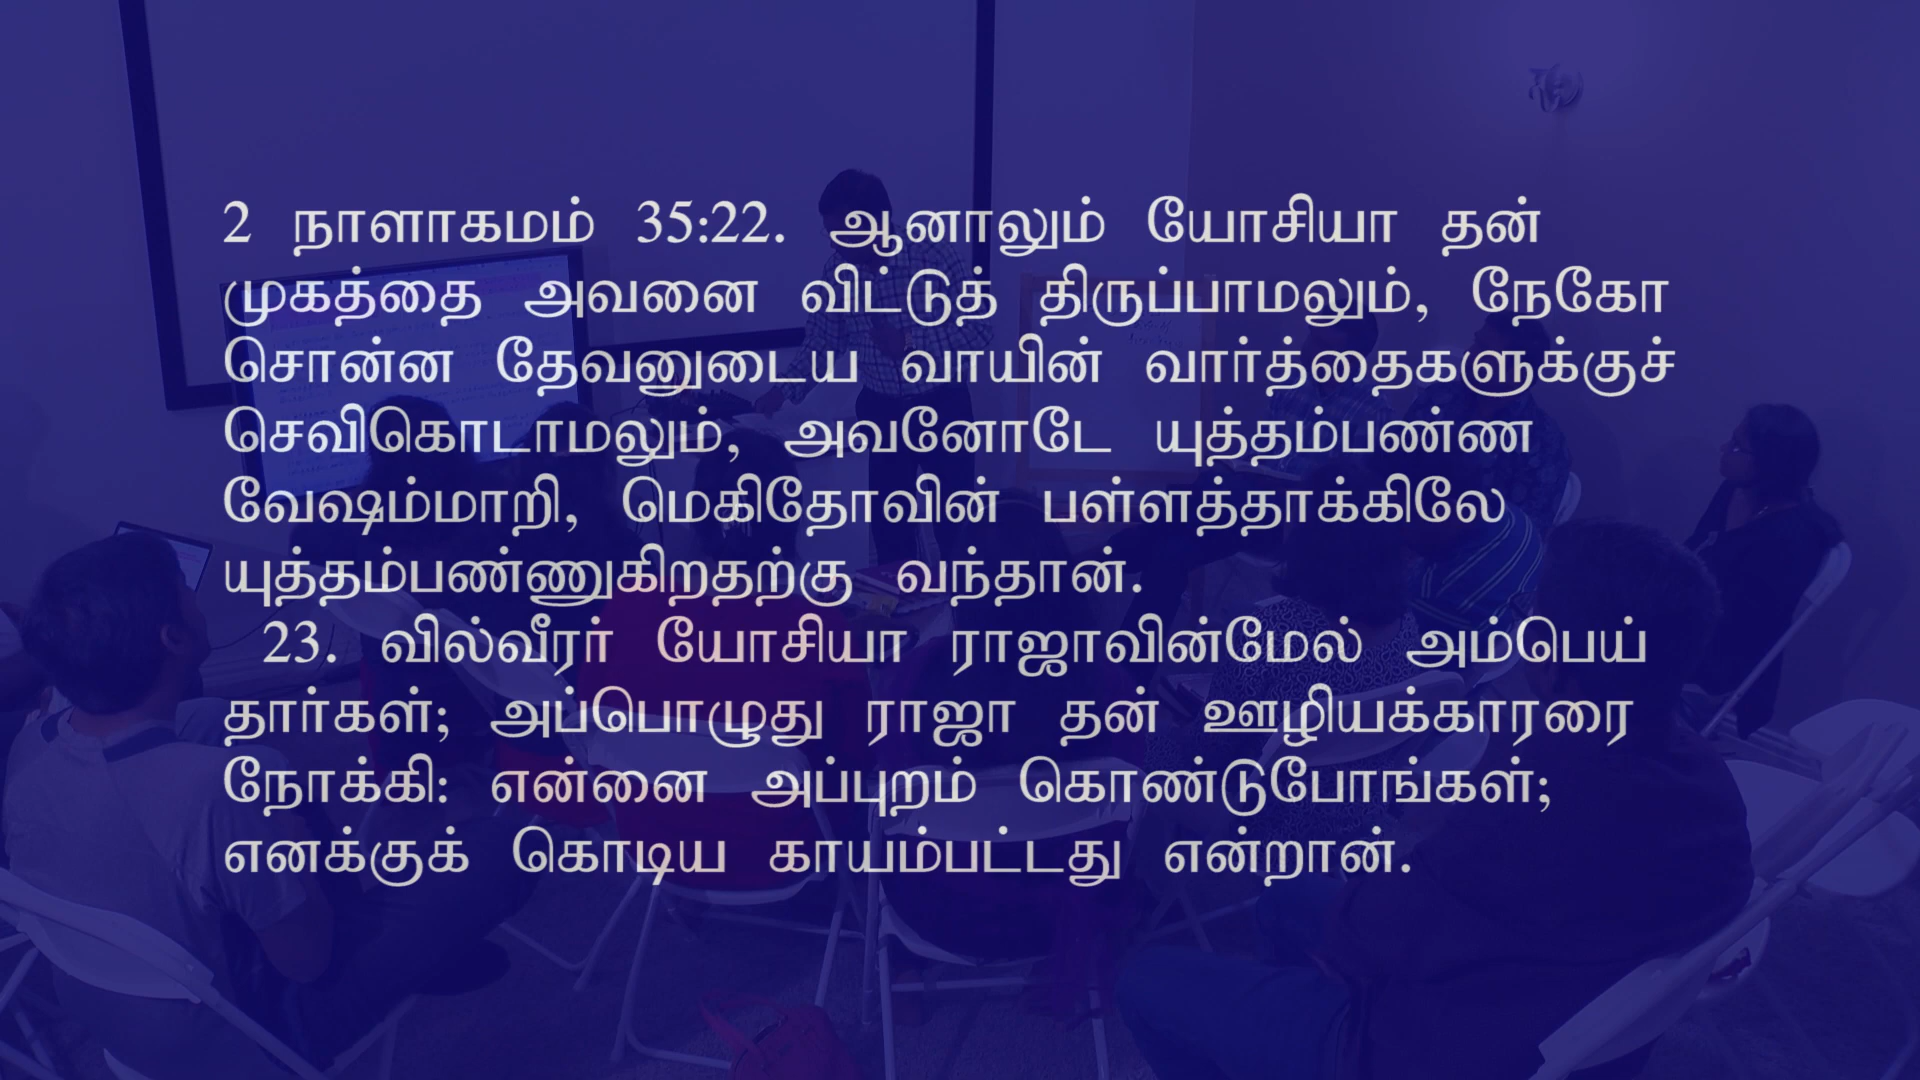 2 நாளாகமம் 35:22. ஆனாலும் யோசியா தன்
முகத்தை அவனை விட்டுத் திருப்பாமலும், நேகோ
சொன்ன தேவனுடைய வாயின் வார்த்தைகளுக்குச்
செவிகொடாமலும், அவனோடே யுத்தம்பண்ண
வேஷம்மாறி, மெகிதோவின் பள்ளத்தாக்கிலே
யுத்தம்பண்ணுகிறதற்கு வந்தான்.
23. வில்வீரர் யோசியா ராஜாவின்மேல் அம்பெய்
தார்கள்; அப்பொழுது ராஜா தன் ஊழியக்காரரை
நோக்கி: என்னை அப்புறம் கொண்டுபோங்கள்;
எனக்குக் கொடிய காயம்பட்டது என்றான்.